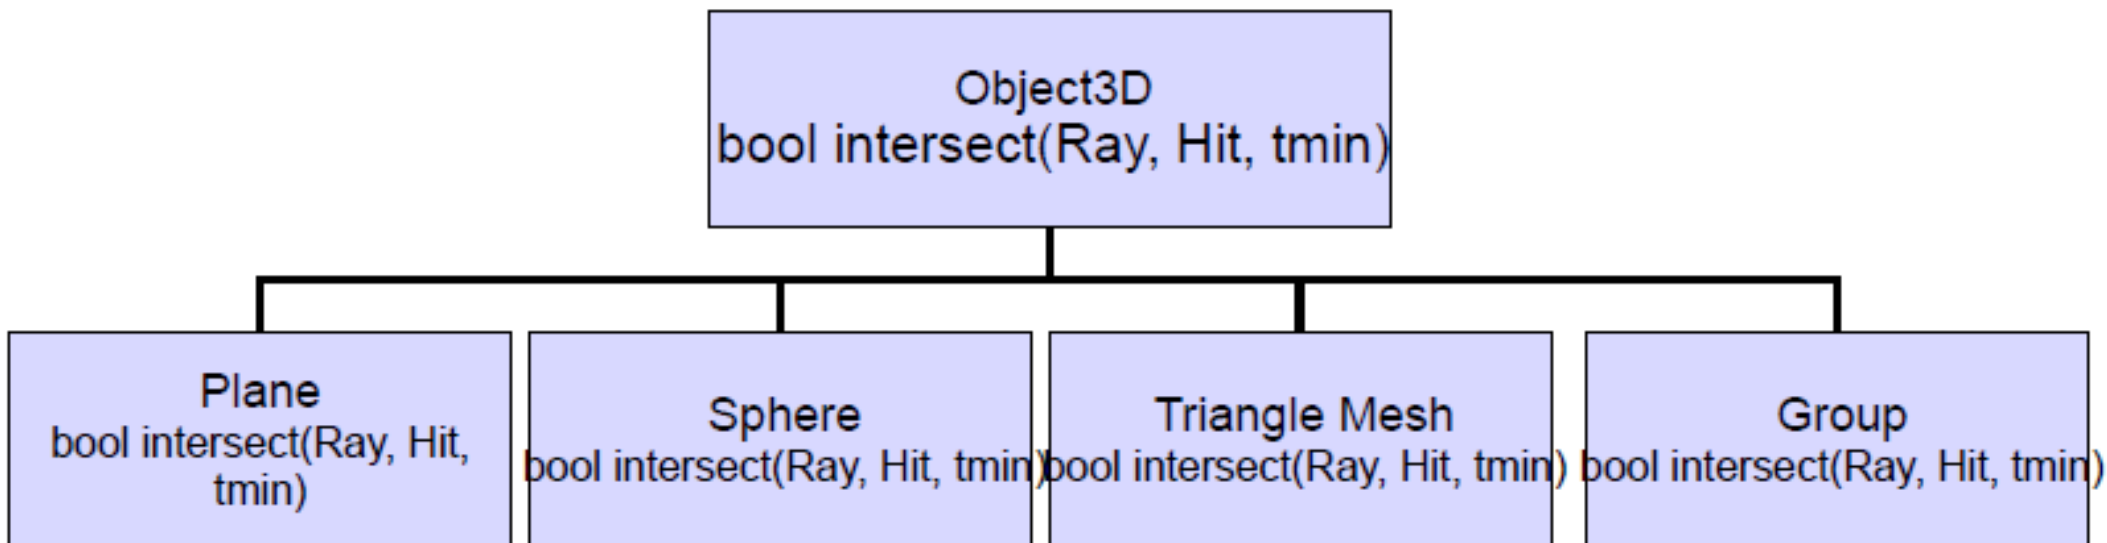 Object3D
bool intersect(Ray, Hit, tmin)
Plane
bool intersect(Ray, Hit,
tmin)
Sphere
bool intersect(Ray, Hit, tmin)
Triangle Mesh
bool intersect(Ray, Hit, tmin)
Group
bool intersect(Ray, Hit, tmin)